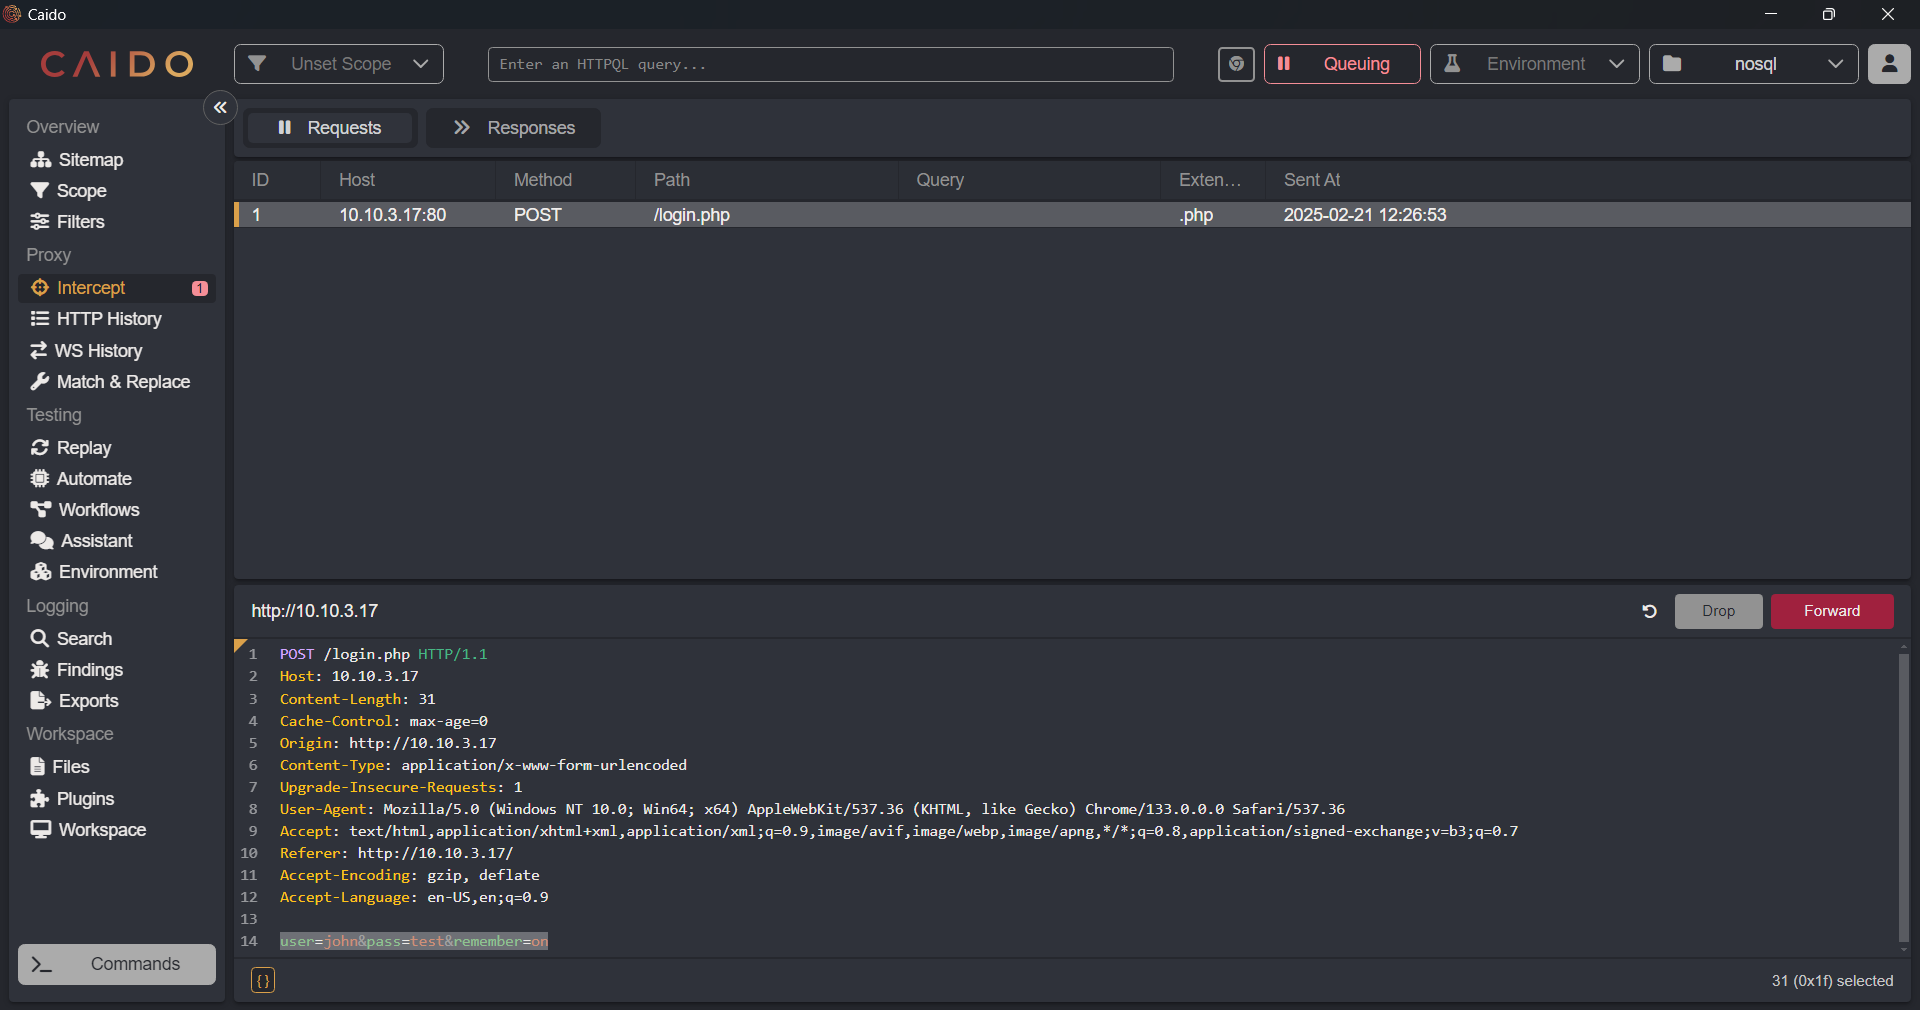 Caido
CAIDO
Unset Scope
Enter an HTTPQL query...
Queuing
Environment
nosql
Overview
Sitemap
Scope
Filters
Proxy
Intercept 1
HTTP History
WS History
Match & Replace
Testing
Replay
Automate
Workflows
Assistant
Environment
Logging
Search
Findings
Exports
Workspace
Files
Plugins
Workspace
Commands
Requests
Responses
ID Host Method Path Query Exten... Sent At
1 10.10.3.17:80 POST /login.php .php 2025-02-21 12:26:53
http://10.10.3.17
Drop
Forward
1 POST /login.php HTTP/1.1
2 Host: 10.10.3.17
3 Content-Length: 31
4 Cache-Control: max-age=0
5 Origin: http://10.10.3.17
6 Content-Type: application/x-www-form-urlencoded
7 Upgrade-Insecure-Requests: 1
8 User-Agent: Mozilla/5.0 (Windows NT 10.0; Win64; x64) AppleWebKit/537.36 (KHTML, like Gecko) Chrome/133.0.0.0 Safari/537.36
9 Accept: text/html,application/xhtml+xml,application/xml;q=0.9,image/avif,image/webp,image/apng,*/*;q=0.8,application/signed-exchange;v=b3;q=0.7
10 Referer: http://10.10.3.17/
11 Accept-Encoding: gzip, deflate
12 Accept-Language: en-US,en;q=0.9
13
14 user=john&pass=test&remember=on
{}
31 (0x1f) selected